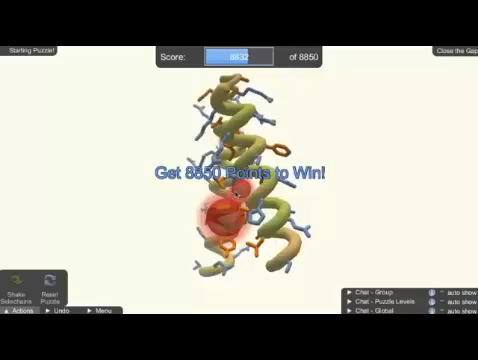 Starting Puzzle!
Score: 8832 of 8850
Close the Gap
Get 8850 Points to Win!
Shake Sidechains
Reset Puzzle
Actions Undo Menu
Chat - Group auto show
Chat - Puzzle Levels auto show
Chat - Global auto show